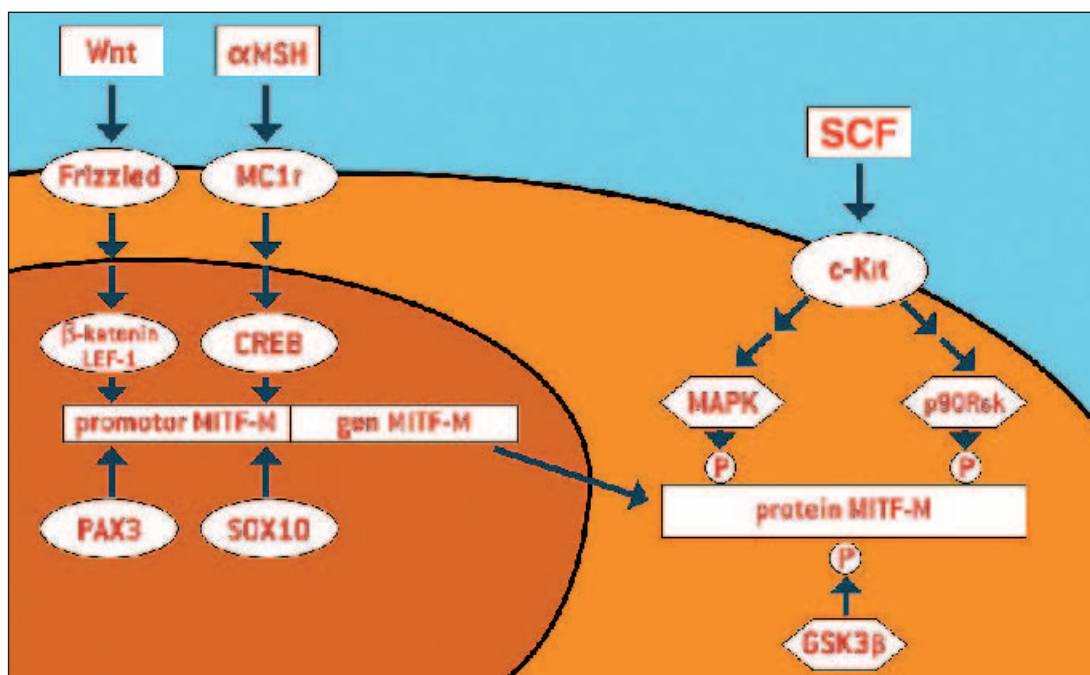 Wnt
αMSH
SCF
Frizzled
MC1r
c-Kit
β-katenin
LEF-1
CREB
MAPK
p90Rsk
promotor MITF-M
gen MITF-M
P
P
protein MITF-M
PAX3
SOX10
P
GSK3β